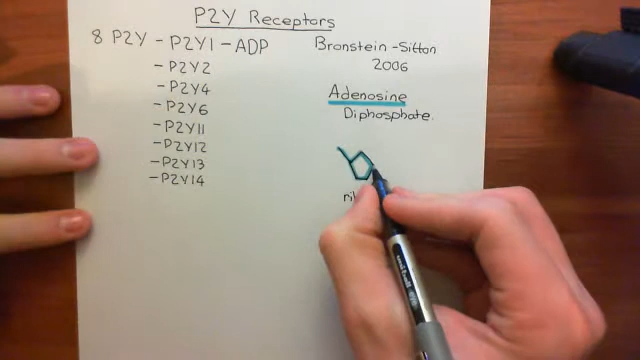 P2Y Receptors
8 P2Y - P2Y1 - ADP
- P2Y2
- P2Y4
- P2Y6
- P2Y11
- P2Y12
- P2Y13
- P2Y14
Bronstein - Sitton
2006
Adenosine
Diphosphate.